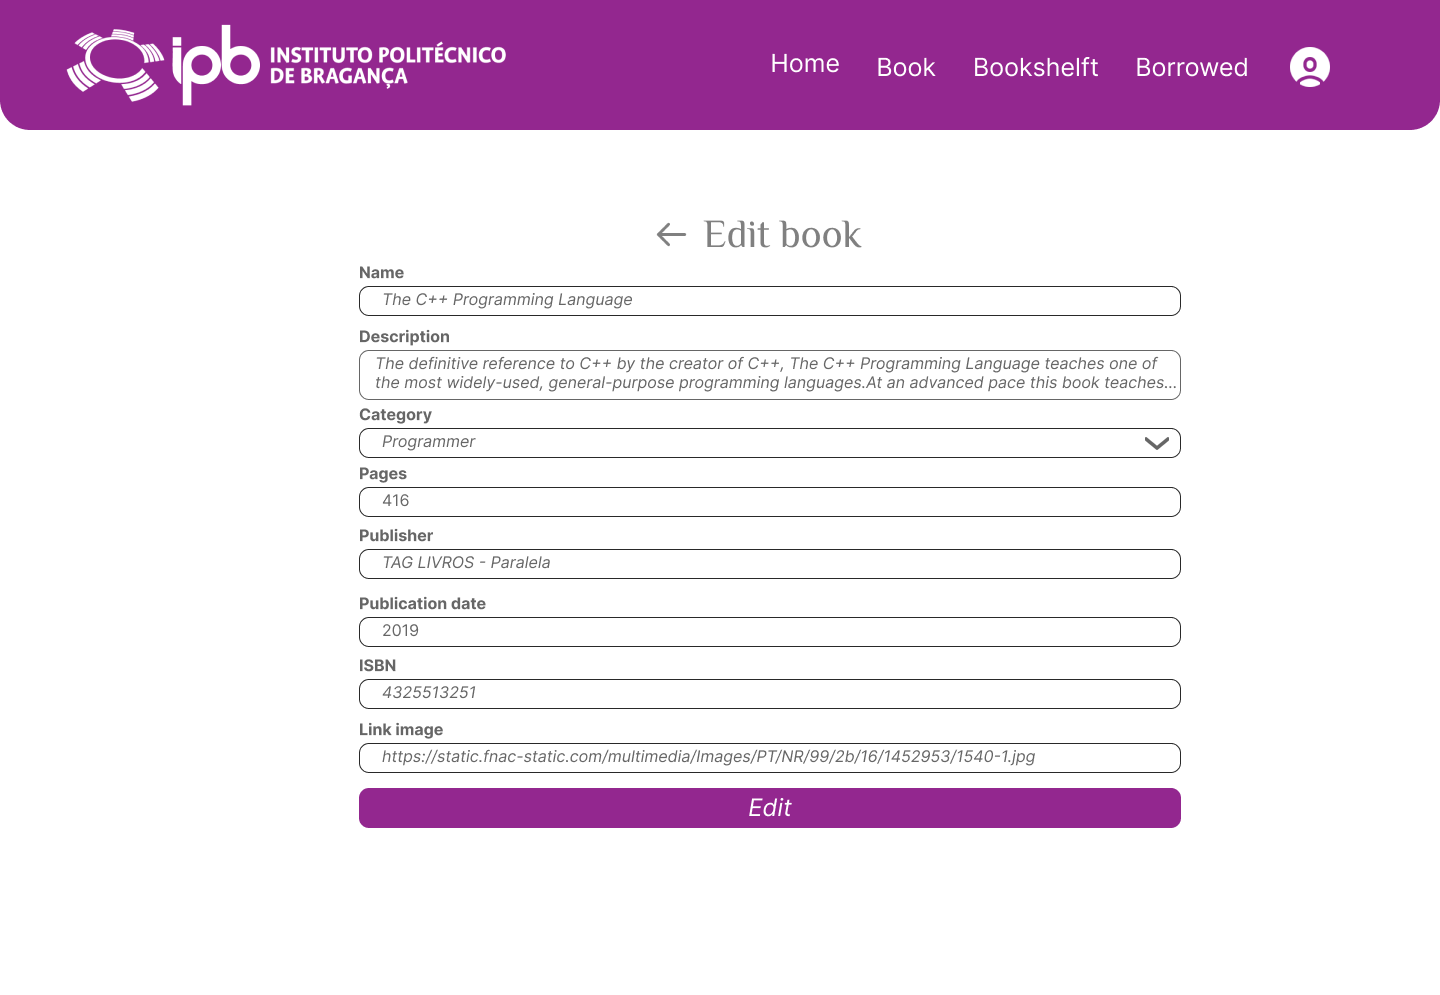 ipb INSTITUTO POLITÉCNICO
DE BRAGANÇA
Home Book Bookshelft Borrowed
Edit book
Name
The C++ Programming Language
Description
The definitive reference to C++ by the creator of C++, The C++ Programming Language teaches one of
the most widely-used, general-purpose programming languages.At an advanced pace this book teaches...
Category
Programmer
Pages
416
Publisher
TAG LIVROS - Paralela
Publication date
2019
ISBN
4325513251
Link image
https://static.fnac-static.com/multimedia/Images/PT/NR/99/2b/16/1452953/1540-1.jpg
Edit